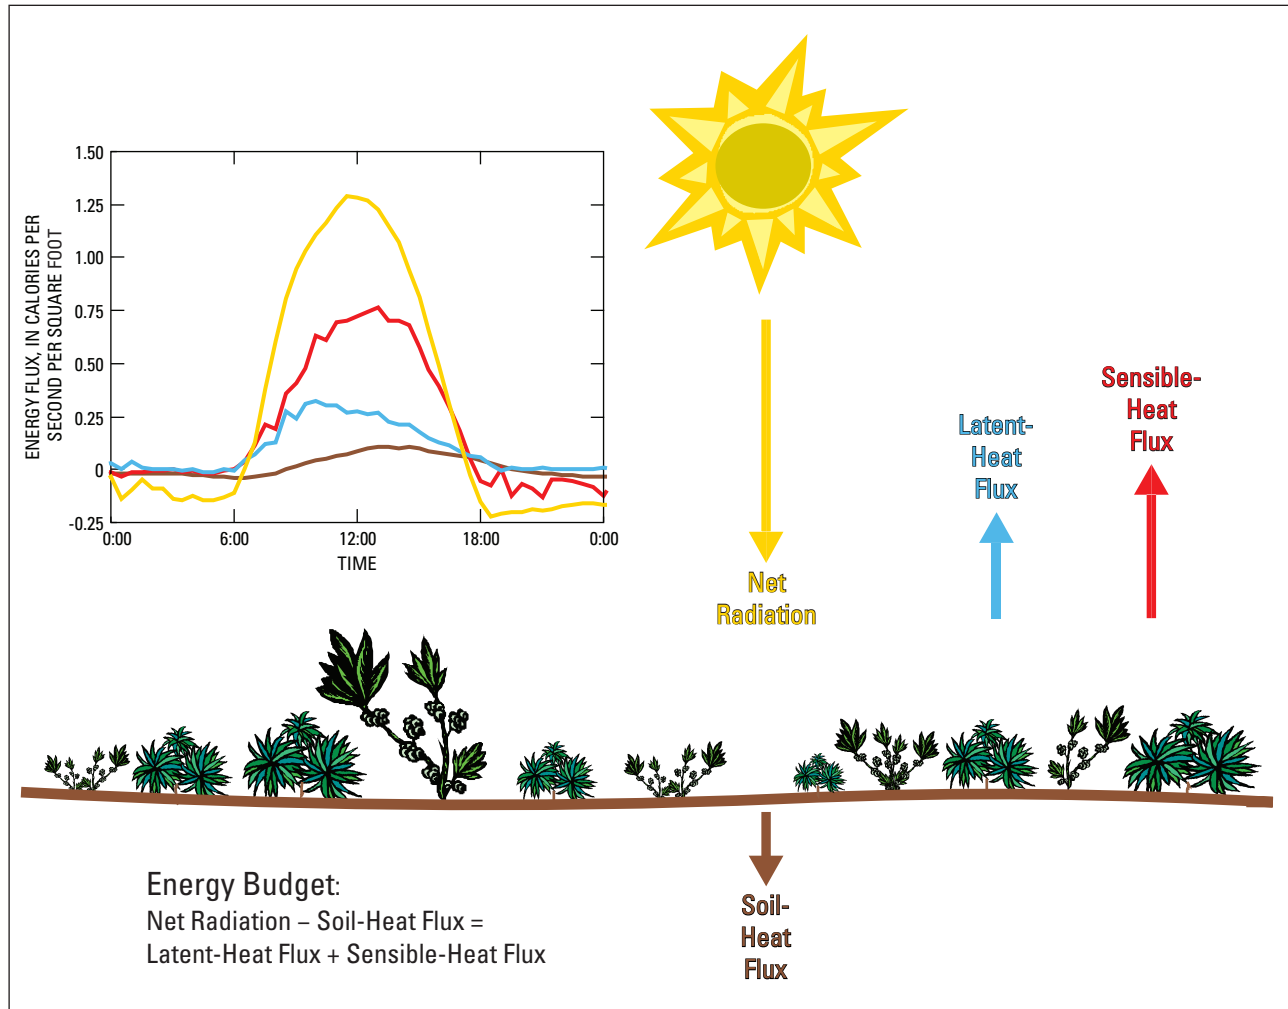 ENERGY FLUX, IN CALORIES PER
SECOND PER SQUARE FOOT
1.50
1.25
1.00
0.75
0.50
0.25
0
-0.25
0:00 6:00 12:00 18:00 0:00
TIME
Net
Radiation
Latent-
Heat
Flux
Sensible-
Heat
Flux
Energy Budget:
Net Radiation – Soil-Heat Flux =
Latent-Heat Flux + Sensible-Heat Flux
Soil-
Heat
Flux